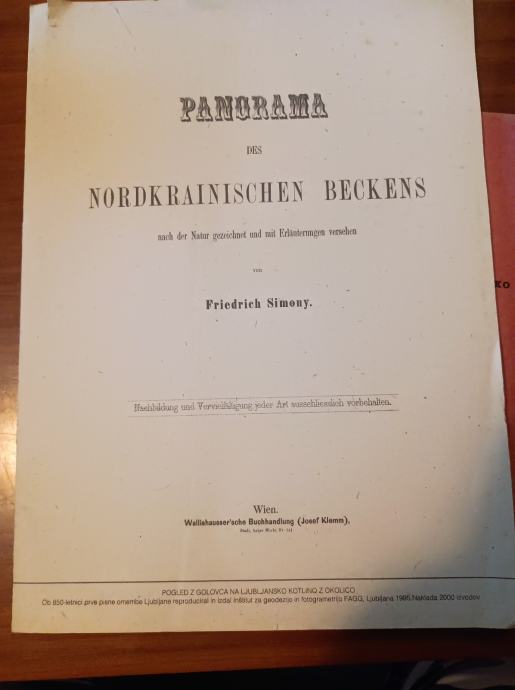 PANORAMA
DES
NORDKRAINISCHEN BECKENS
nach der Natur gezeichnet und mit Erläuterungen versehen
von
Friedrich Simony.
Nachbildung und Vervielfältigung jeder Art ausschliesslich vorbehalten.
Wien.
Wallishausser'sche Buchhandlung (Josef Klemm),
POGLED Z GOLOVCA NA LJUBLJANSKO KOTLINO Z OKOLICO
Ob 850-letnici prve pisne omembe Ljubljane reproduciral in izdal Inštitut za geodezijo in fotogrametrijo FAGG, Ljubljana 1995, Naklada 2000 izvodov
KO